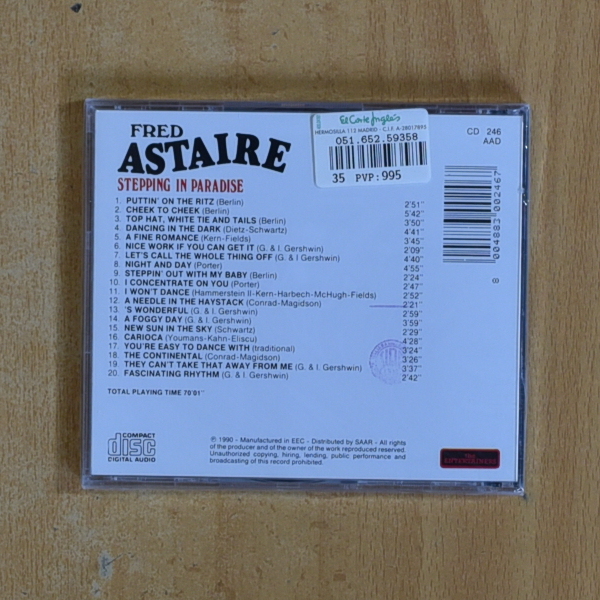 FRED
ASTAIRE
STEPPING IN PARADISE
El Corte Inglés
HERMOSILLA 112 MADRID - C.I.F. A-28017895
051.652.59358
35 PVP: 995
CD 246
AAD
1. PUTTIN' ON THE RITZ (Berlin) 2'51"
2. CHEEK TO CHEEK (Berlin) 5'42"
3. TOP HAT, WHITE TIE AND TAILS (Berlin) 3'50"
4. DANCING IN THE DARK (Dietz-Schwartz) 4'41"
5. A FINE ROMANCE (Kern-Fields) 3'45"
6. NICE WORK IF YOU CAN GET IT (G. & I. Gershwin) 2'09"
7. LET'S CALL THE WHOLE THING OFF (G. & I. Gershwin) 4'40"
8. NIGHT AND DAY (Porter) 4'55"
9. STEPPIN' OUT WITH MY BABY (Berlin) 2'24"
10. I CONCENTRATE ON YOU (Porter) 2'47"
11. I WON'T DANCE (Hammerstein II-Kern-Harbech-McHugh-Fields) 2'52"
12. A NEEDLE IN THE HAYSTACK (Conrad-Magidson) 2'21"
13. 'S WONDERFUL (G. & I. Gershwin) 2'59"
14. A FOGGY DAY (G. & I. Gershwin) 3'59"
15. NEW SUN IN THE SKY (Schwartz) 2'29"
16. CARIOCA (Youmans-Kahn-Eliscu) 4'28"
17. YOU'RE EASY TO DANCE WITH (traditional) 3'24"
18. THE CONTINENTAL (Conrad-Magidson) 3'26"
19. THEY CAN'T TAKE THAT AWAY FROM ME (G. & I. Gershwin) 3'37"
20. FASCINATING RHYTHM (G. & I. Gershwin) 2'42"
TOTAL PLAYING TIME 70'01"
COMPACT
disc
DIGITAL AUDIO
℗ 1990 - Manufactured in EEC - Distributed by SAAR - All rights
of the producer and of the owner of the work reproduced reserved.
Unauthorized copying, hiring, lending, public performance and
broadcasting of this record prohibited.
THE
ENTERTAINERS
004883 002467
8